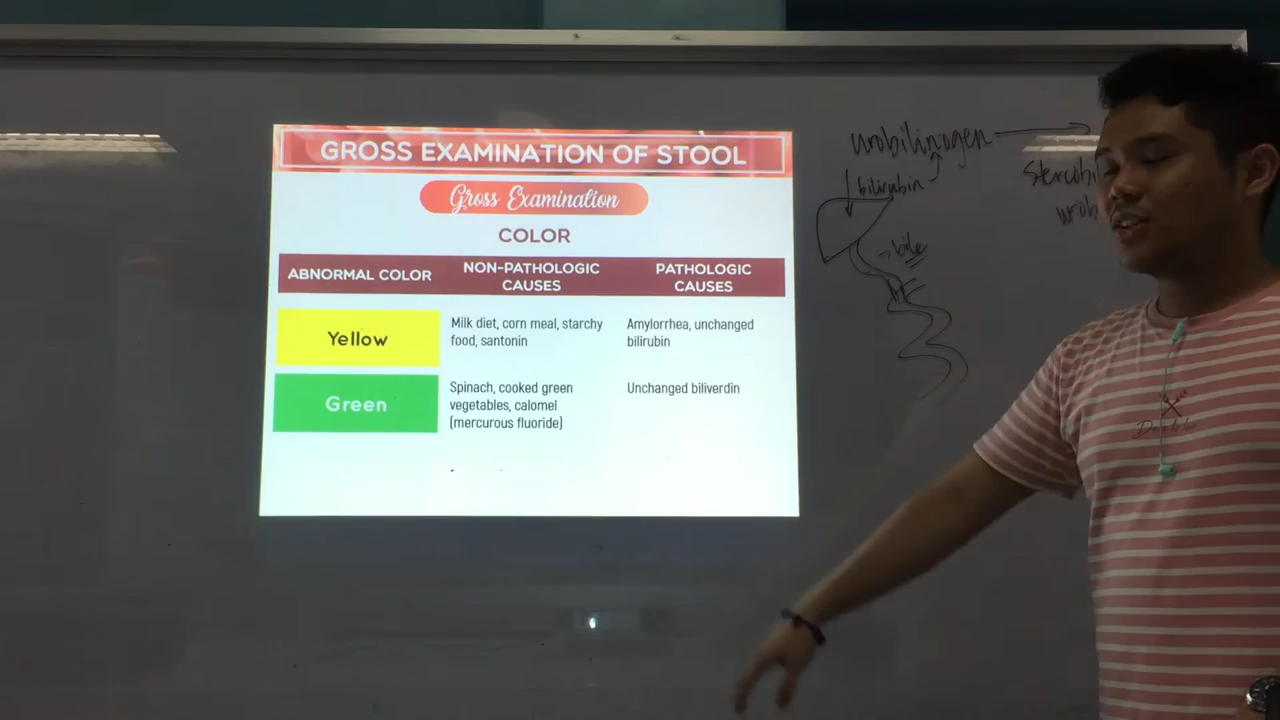 GROSS EXAMINATION OF STOOL
Gross Examination
COLOR
ABNORMAL COLOR
NON-PATHOLOGIC
CAUSES
PATHOLOGIC
CAUSES
Yellow
Milk diet, corn meal, starchy
food, santonin
Amylorrhea, unchanged
bilirubin
Green
Spinach, cooked green
vegetables, calomel
(mercurous fluoride)
Unchanged biliverdin
urobilinogen
bilirubin
bile
stercobi
urob